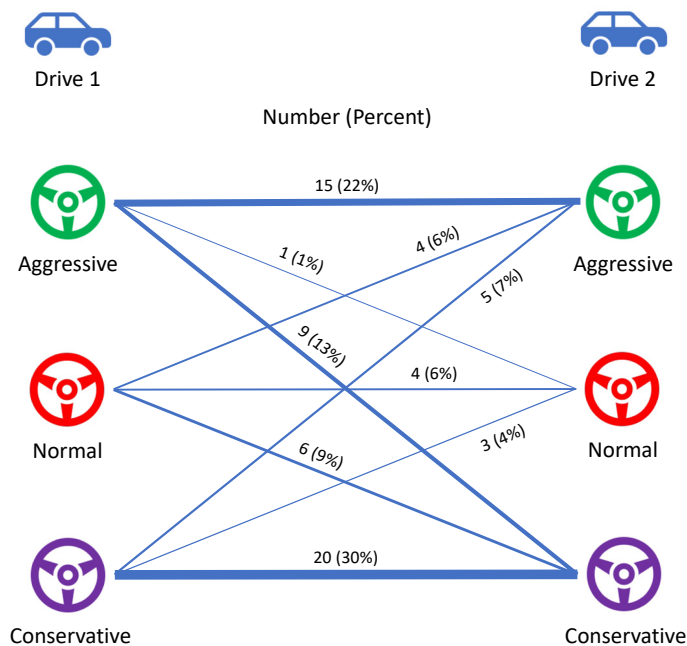 Drive 1
Drive 2
Number (Percent)
15 (22%)
Aggressive
Aggressive
4 (6%)
1 (1%)
5 (7%)
9 (13%)
4 (6%)
Normal
Normal
6 (9%)
3 (4%)
20 (30%)
Conservative
Conservative